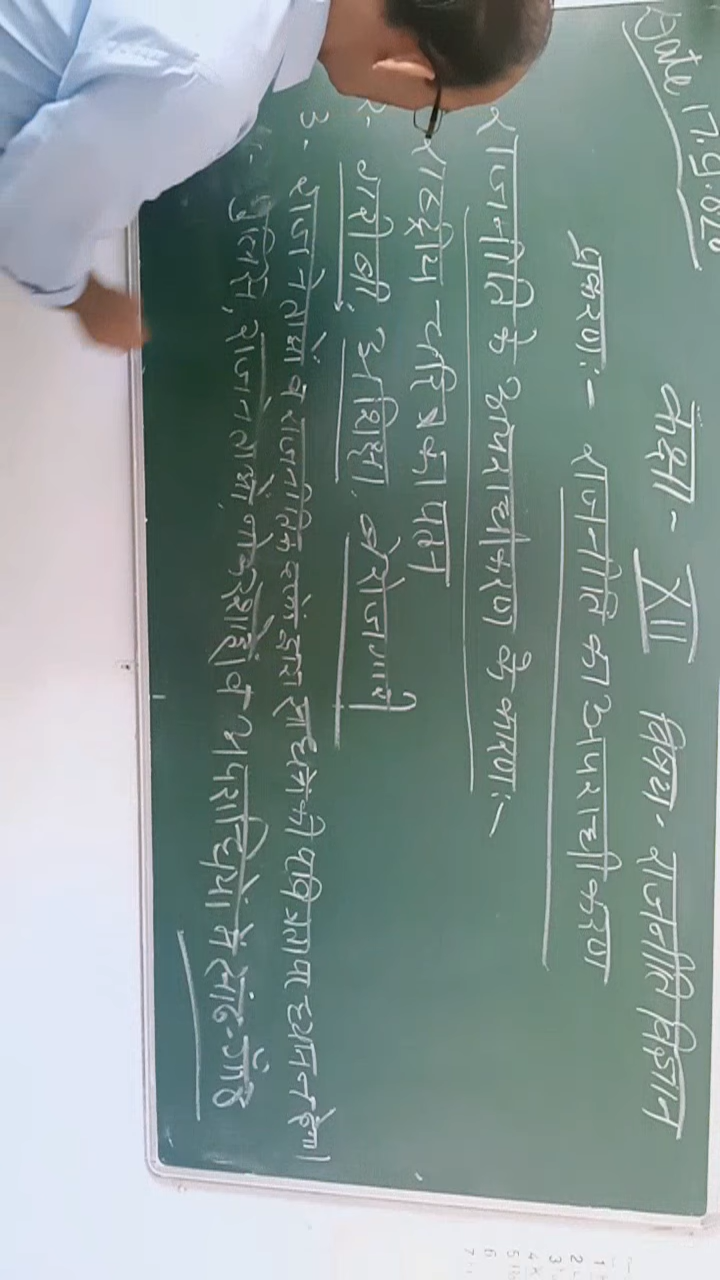 Date 17.9.020
कक्षा - XII विषय - राजनीति विज्ञान
प्रकरण :- राजनीति का अपराधीकरण
राजनीति के अपराधीकरण के कारण :-
राष्ट्रीय चरित्र का पतन
2- गरीबी, अशिक्षा, बेरोजगारी
3- राजनेताओं व राजनीतिक दलों द्वारा साधनों की पवित्रता पर ध्यान न देना।
पुलिस, राजनेताओं, नौकरशाहों व अपराधियों में सांठ-गाँठ